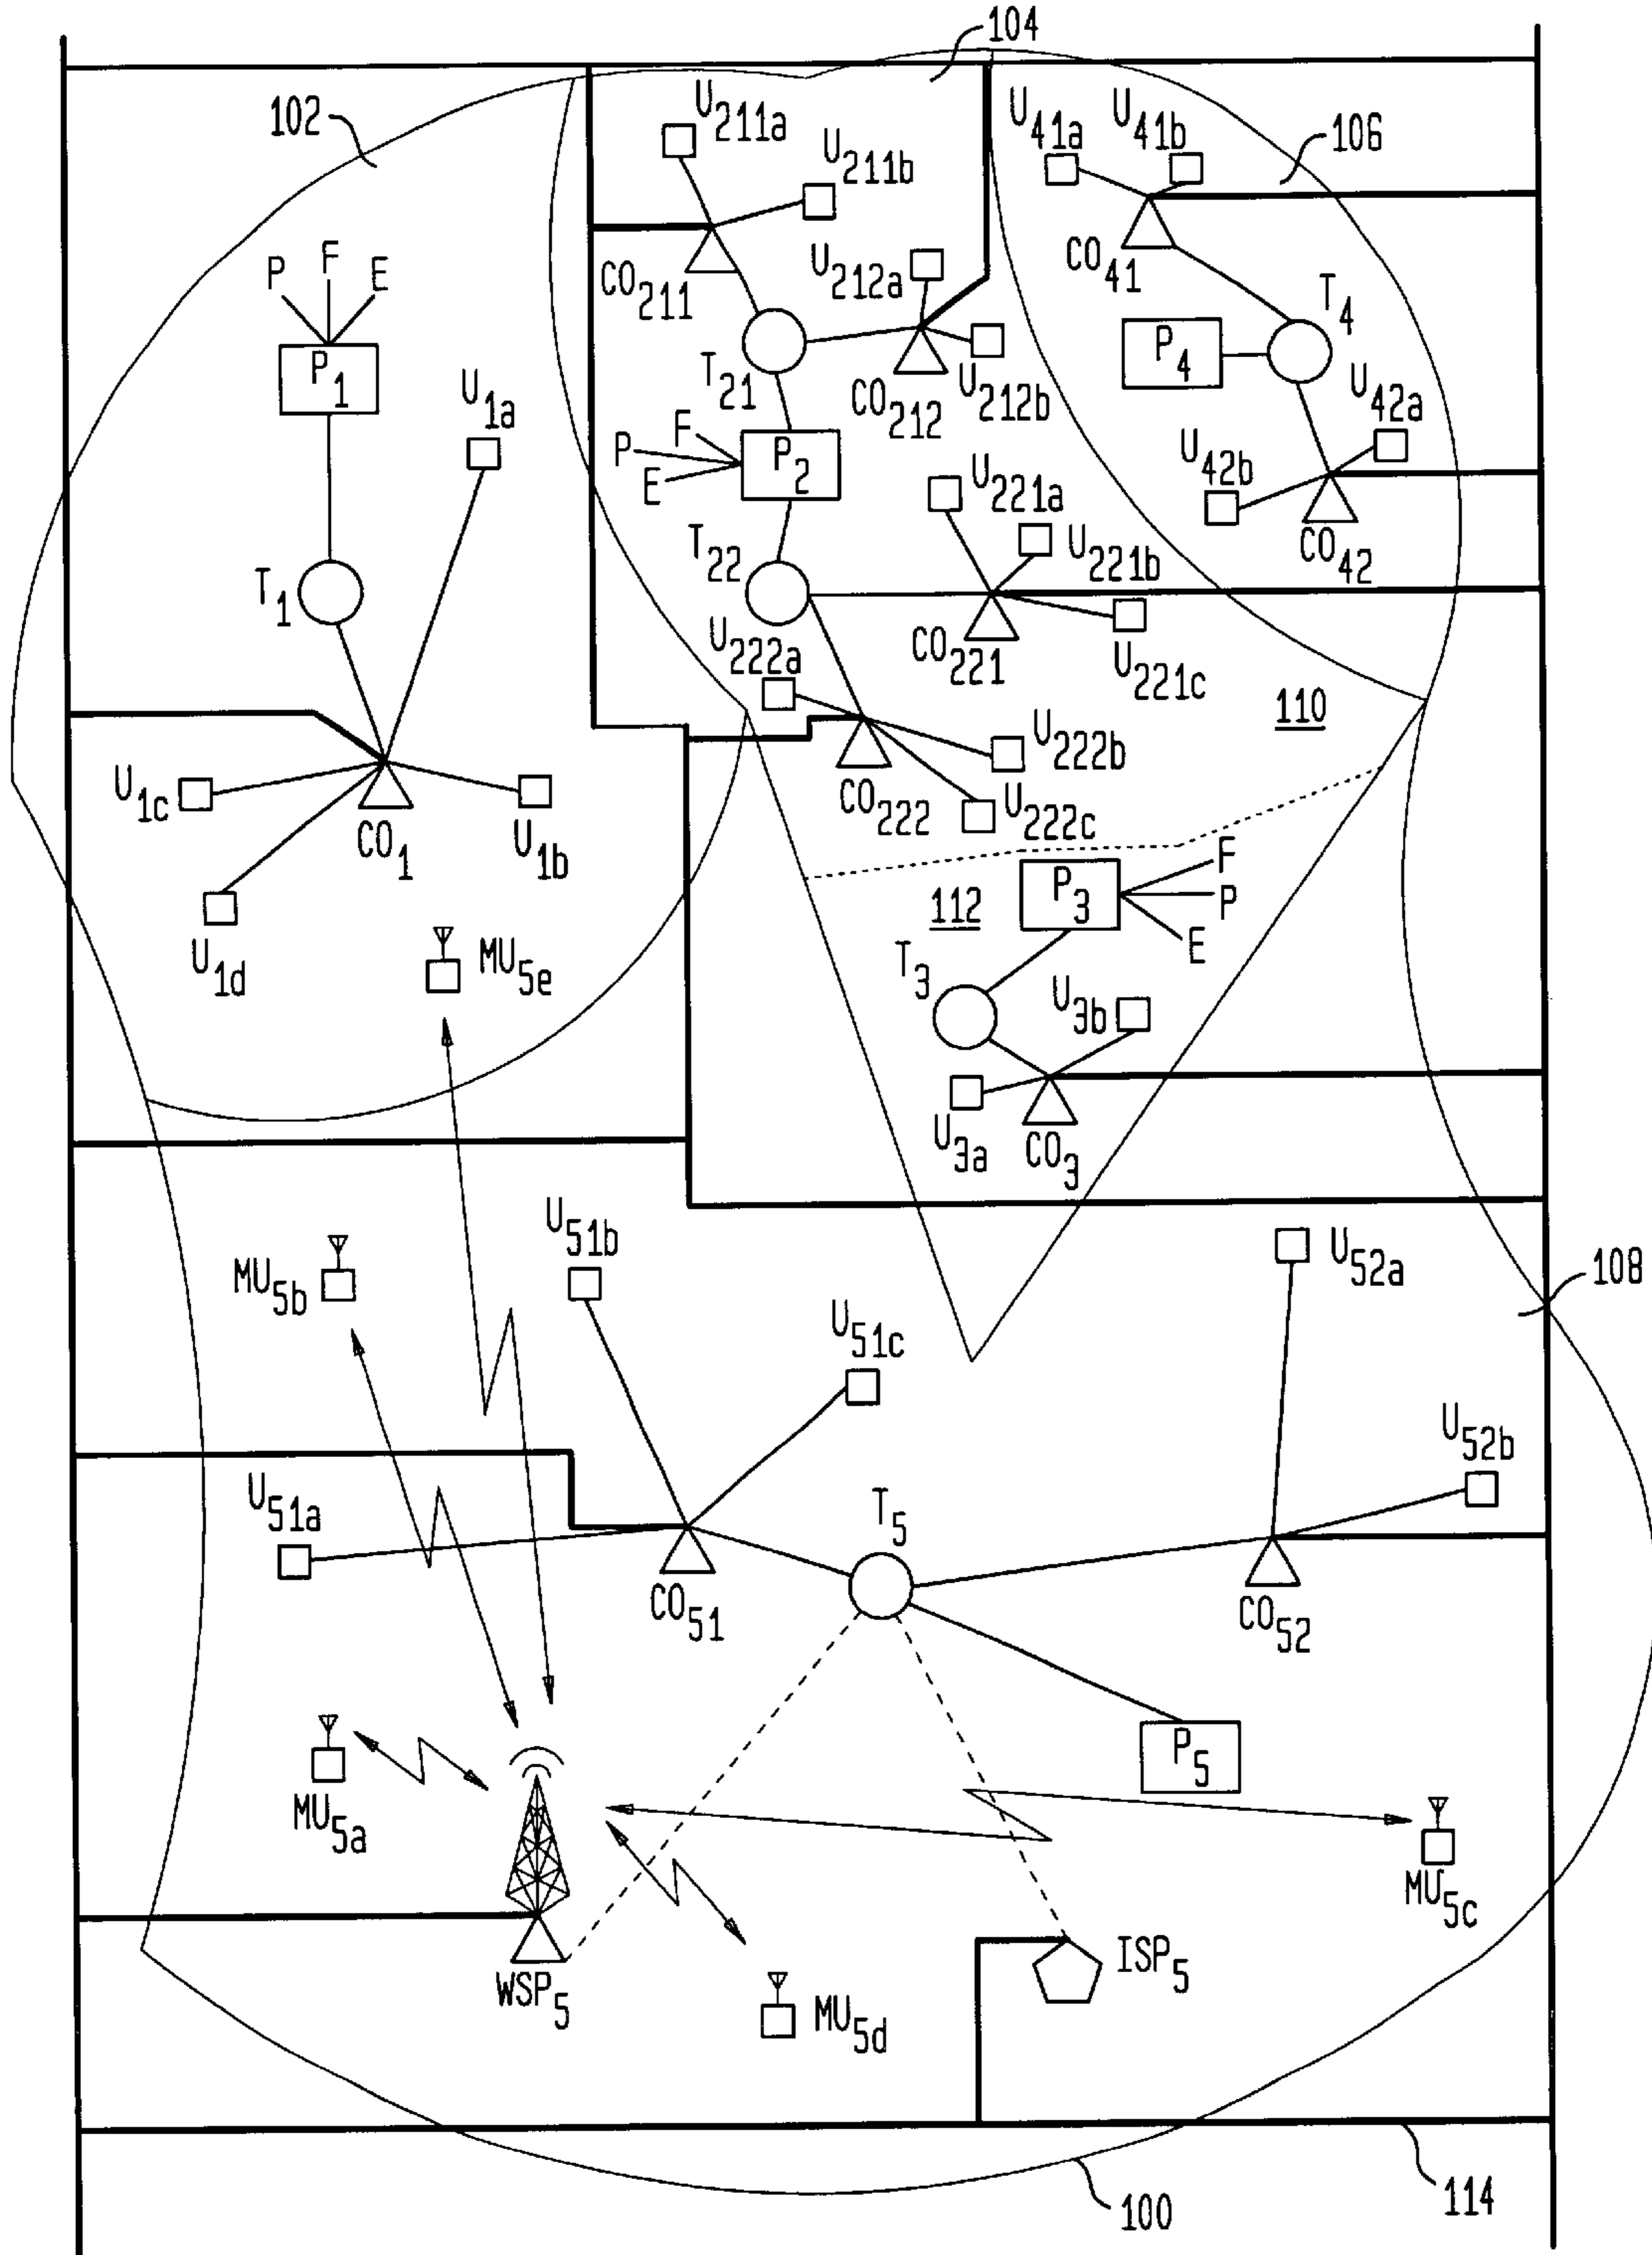 104
102
U211a
U211b
U41a
U41b
106
P
F
E
CO211
U212a
CO41
T4
P1
T21
CO212
U212b
P4
U42a
U1a
F
P
E
P2
U42b
U221a
T22
U221b
CO42
T1
U222a
CO221
U221c
110
U1c
CO1
U1b
CO222
U222b
U222c
U1d
MU5e
112
P3
F
P
E
T3
U3b
U3a
CO3
U51b
U52a
MU5b
108
U51c
U52b
U51a
T5
CO51
CO52
P5
MU5a
MU5c
WSP5
ISP5
MU5d
100
114